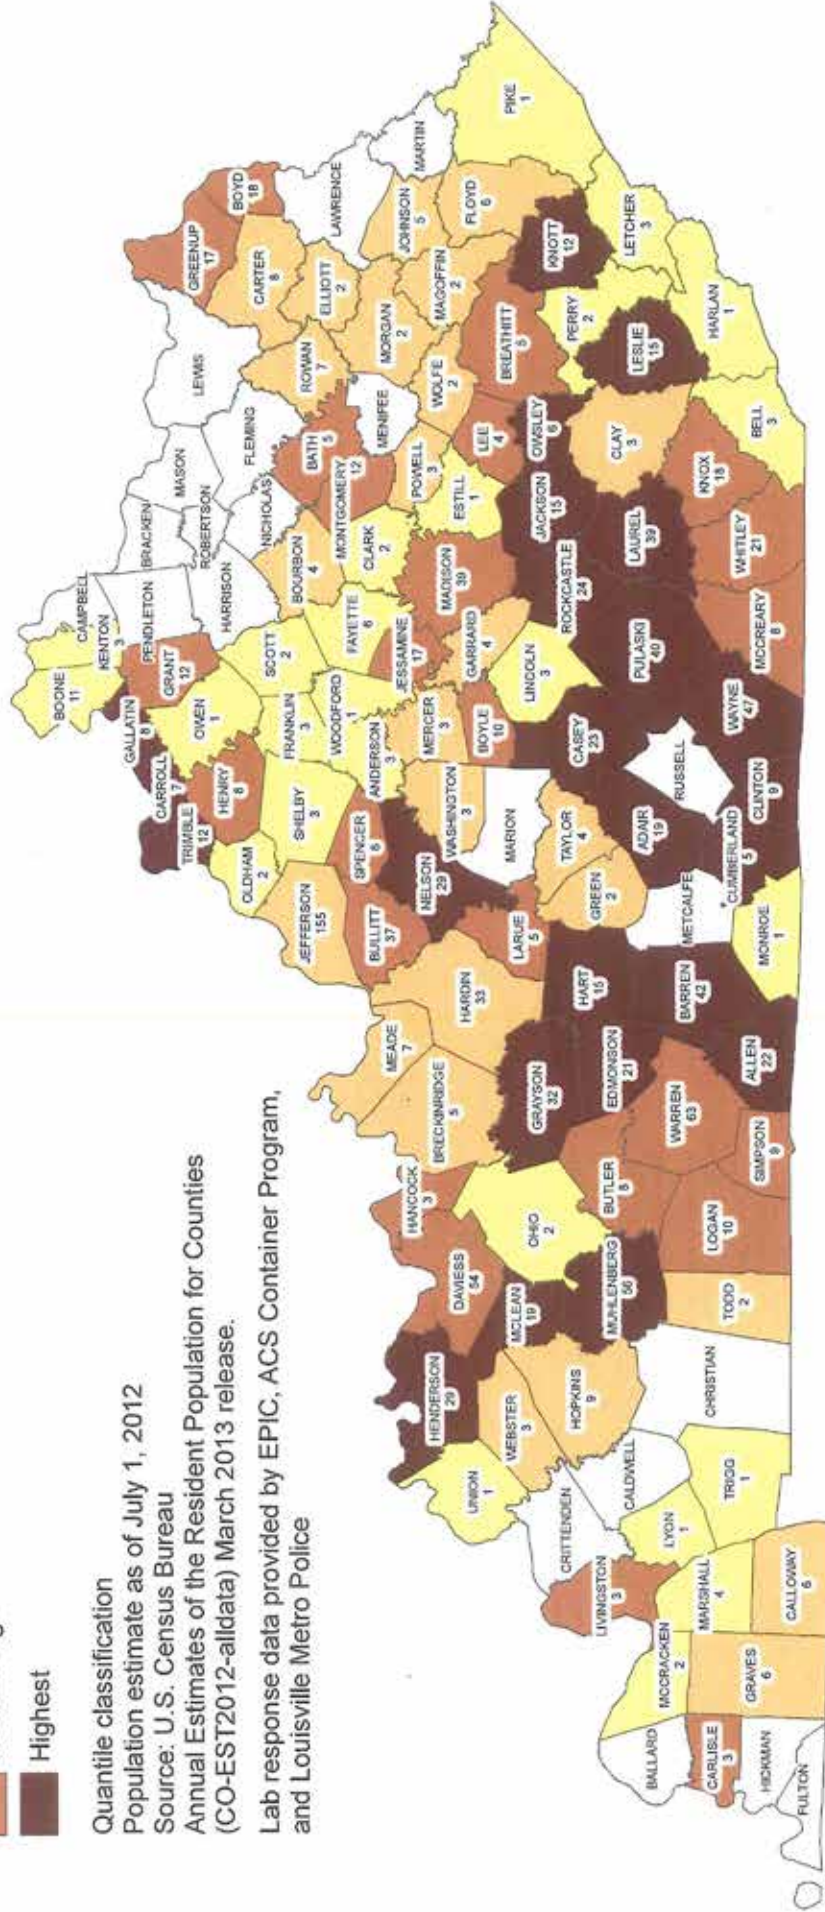 Highest
Quantile classification
Population estimate as of July 1, 2012
Source: U.S. Census Bureau
Annual Estimates of the Resident Population for Counties
(CO-EST2012-alldata) March 2013 release.
Lab response data provided by EPIC, ACS Container Program,
and Louisville Metro Police
BOONE
11
KENTON
3
CAMPBELL
GALLATIN
8
CARROLL
7
TRIMBLE
12
GRANT
12
PENDLETON
BRACKEN
MASON
ROBERTSON
LEWIS
GREENUP
17
BOYD
18
OWEN
1
HENRY
8
OLDHAM
2
HARRISON
NICHOLAS
FLEMING
CARTER
8
LAWRENCE
ELLIOTT
2
ROWAN
7
BATH
5
SCOTT
2
BOURBON
4
FRANKLIN
3
SHELBY
3
JEFFERSON
155
WOODFORD
1
FAYETTE
6
MONTGOMERY
12
CLARK
2
MENIFEE
MORGAN
2
JOHNSON
5
MARTIN
ANDERSON
3
SPENCER
6
BULLITT
37
MEADE
7
HANCOCK
3
BRECKINRIDGE
5
HARDIN
33
NELSON
29
WASHINGTON
3
MERCER
3
JESSAMINE
17
MADISON
39
POWELL
3
WOLFE
2
MAGOFFIN
2
FLOYD
6
PIKE
1
ESTILL
1
LEE
4
BREATHITT
5
KNOTT
12
GARRARD
4
BOYLE
10
LINCOLN
3
MARION
LARUE
5
DAVIESS
54
HENDERSON
29
UNION
1
WEBSTER
3
MCLEAN
19
OHIO
2
GRAYSON
32
HART
15
GREEN
2
TAYLOR
4
CASEY
23
ROCKCASTLE
24
JACKSON
15
OWSLEY
6
PERRY
2
LETCHER
3
LESLIE
15
CLAY
3
LAUREL
39
PULASKI
40
ADAIR
19
RUSSELL
EDMONSON
21
BUTLER
8
MUHLENBERG
56
HOPKINS
9
CRITTENDEN
LIVINGSTON
3
CALDWELL
LYON
1
CHRISTIAN
TODD
2
LOGAN
10
WARREN
63
SIMPSON
9
ALLEN
22
BARREN
42
METCALFE
MONROE
1
CUMBERLAND
5
CLINTON
9
WAYNE
47
MCCREARY
8
WHITLEY
21
KNOX
18
BELL
3
HARLAN
1
TRIGG
1
MARSHALL
4
CALLOWAY
6
MCCRACKEN
2
GRAVES
6
BALLARD
CARLISLE
3
HICKMAN
FULTON